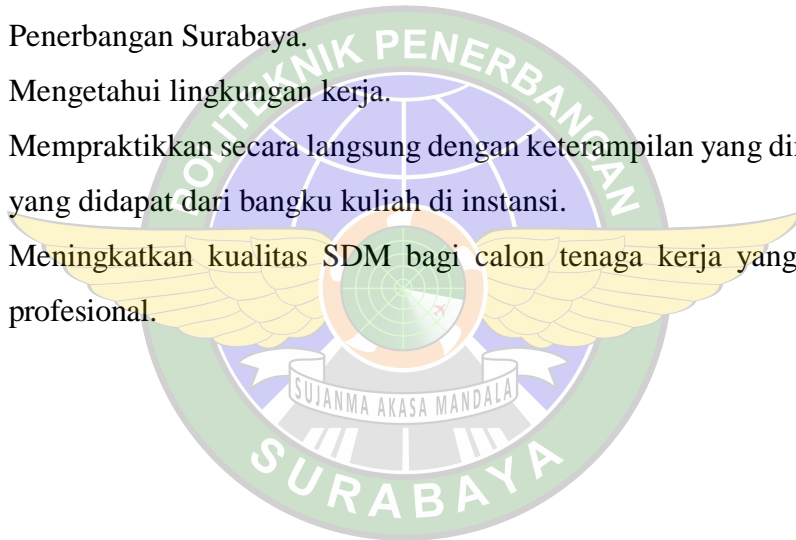 Penerbangan Surabaya.
Mengetahui lingkungan kerja.
Mempraktikkan secara langsung dengan keterampilan yang
yang didapat dari bangku kuliah di instansi.
Meningkatkan kualitas SDM bagi calon tenaga kerja yang
profesional.
POLITEKNIK PENERBANGAN
SUJANMA AKASA MANDALA
SURABAYA